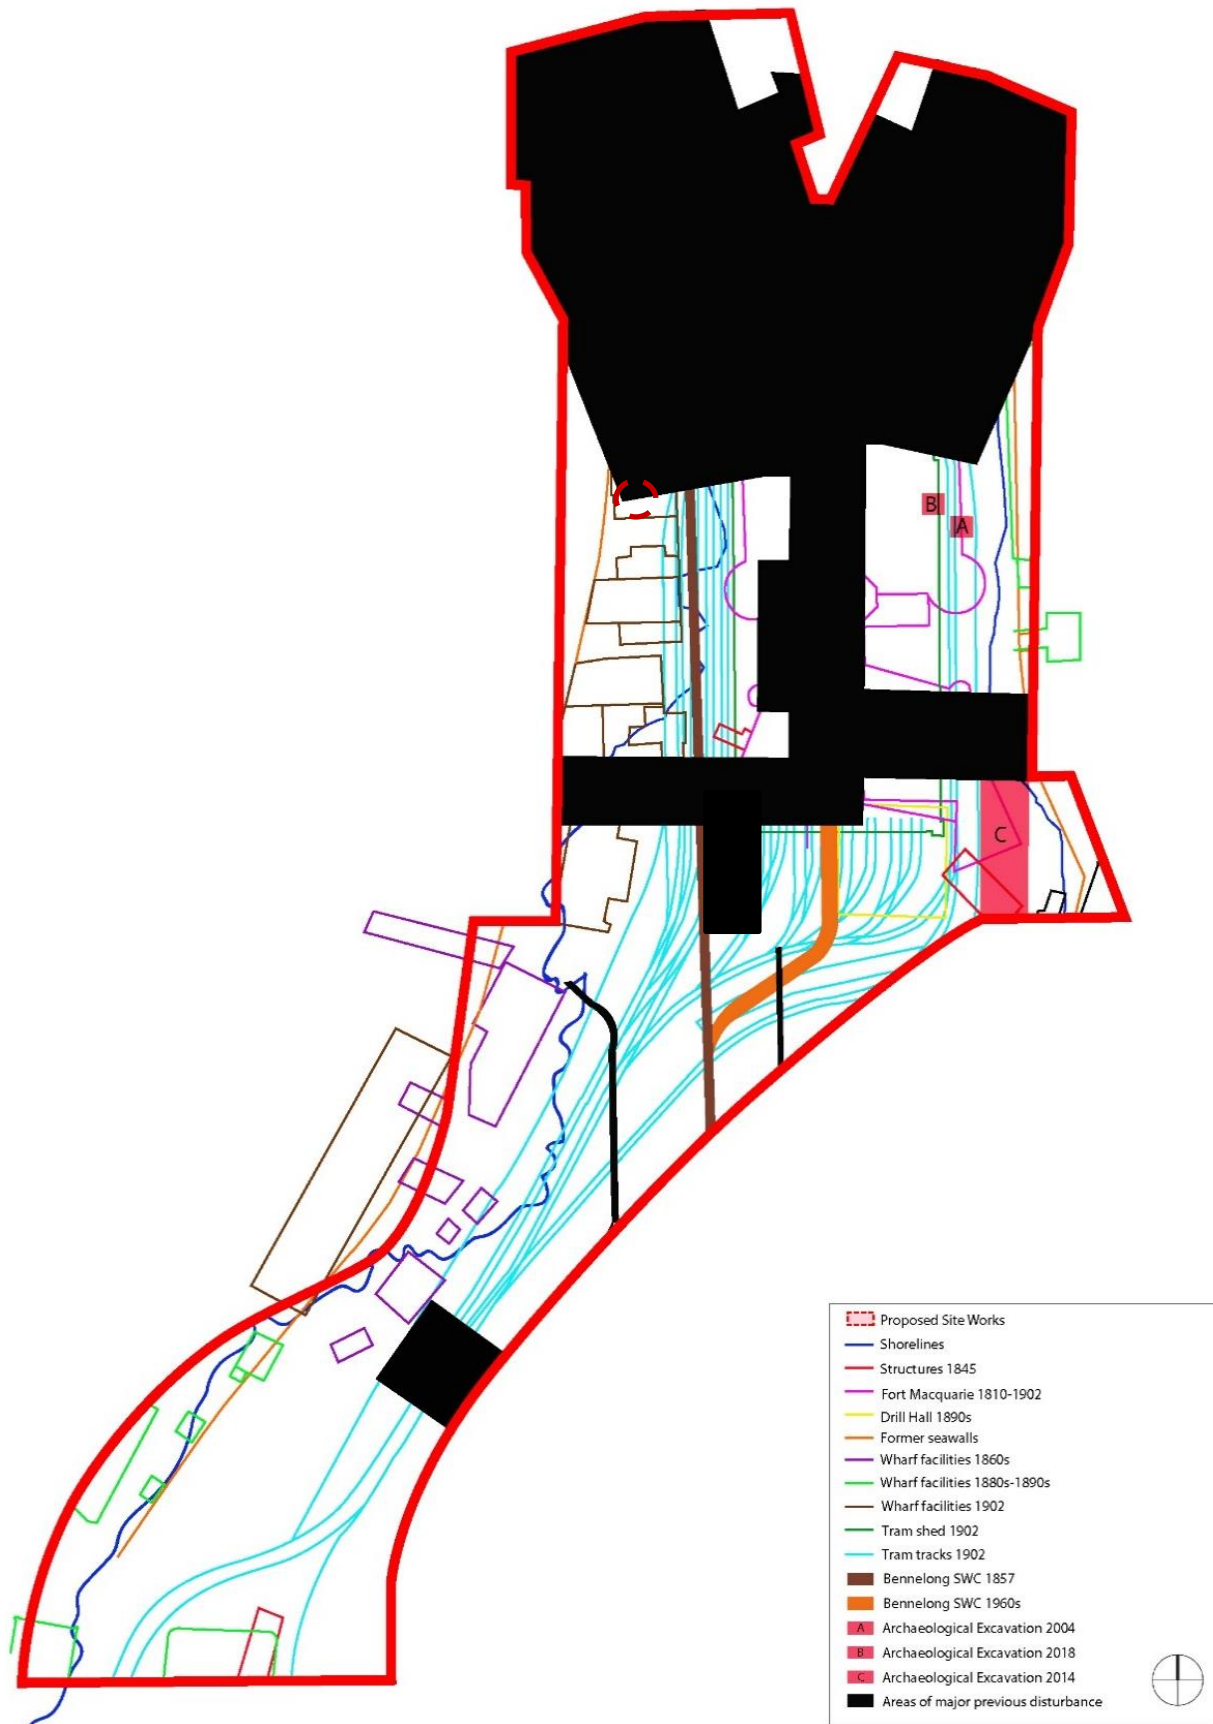 B
A
C
Proposed Site Works
Shorelines
Structures 1845
Fort Macquarie 1810-1902
Drill Hall 1890s
Former seawalls
Wharf facilities 1860s
Wharf facilities 1880s-1890s
Wharf facilities 1902
Tram shed 1902
Tram tracks 1902
Bennelong SWC 1857
Bennelong SWC 1960s
A Archaeological Excavation 2004
B Archaeological Excavation 2018
C Archaeological Excavation 2014
Areas of major previous disturbance